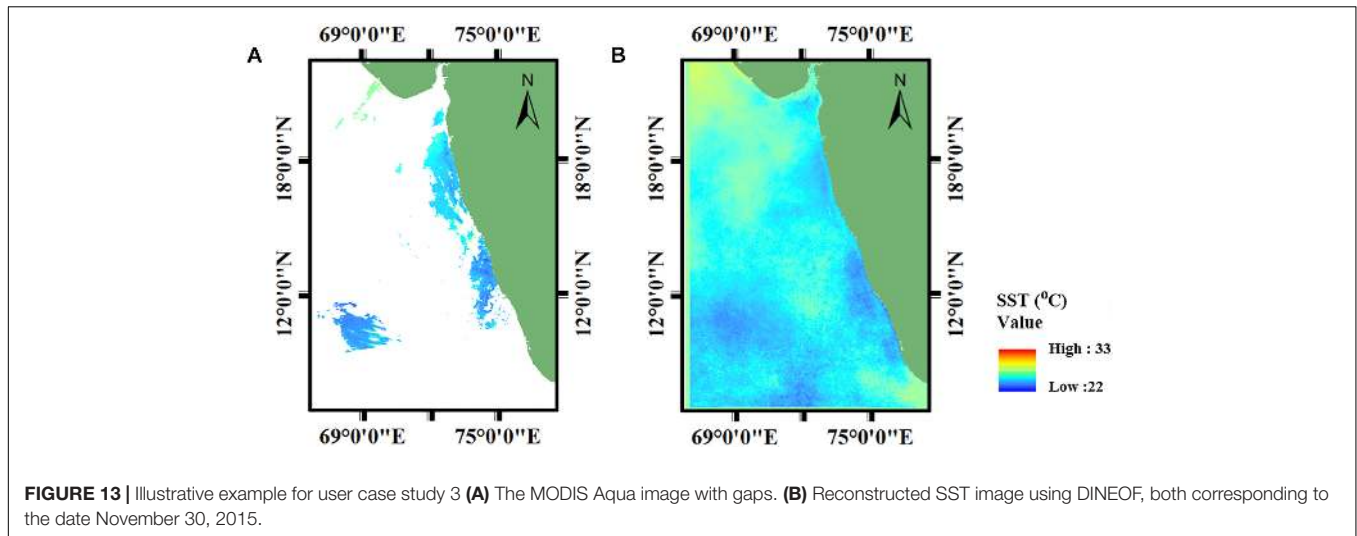 69°0'0"E 75°0'0"E 69°0'0"E 75°0'0"E
A B
N N
18°0'0"N 18°0'0"N 18°0'0"N 18°0'0"N
12°0'0"N 12°0'0"N 12°0'0"N 12°0'0"N
SST (⁰C)
Value
High : 33
Low :22
69°0'0"E 75°0'0"E 69°0'0"E 75°0'0"E
FIGURE 13 | Illustrative example for user case study 3 (A) The MODIS Aqua image with gaps. (B) Reconstructed SST image using DINEOF, both corresponding to
the date November 30, 2015.